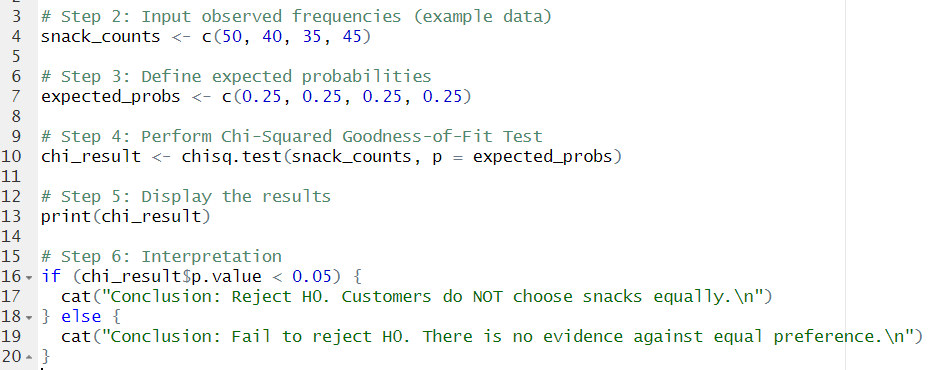 3 # Step 2: Input observed frequencies (example data)
4 snack_counts <- c(50, 40, 35, 45)
5
6 # Step 3: Define expected probabilities
7 expected_probs <- c(0.25, 0.25, 0.25, 0.25)
8
9 # Step 4: Perform Chi-Squared Goodness-of-Fit Test
10 chi_result <- chisq.test(snack_counts, p = expected_probs)
11
12 # Step 5: Display the results
13 print(chi_result)
14
15 # Step 6: Interpretation
16 if (chi_result$p.value < 0.05) {
17   cat("Conclusion: Reject H0. Customers do NOT choose snacks equally.\n")
18 } else {
19   cat("Conclusion: Fail to reject H0. There is no evidence against equal preference.\n")
20 }